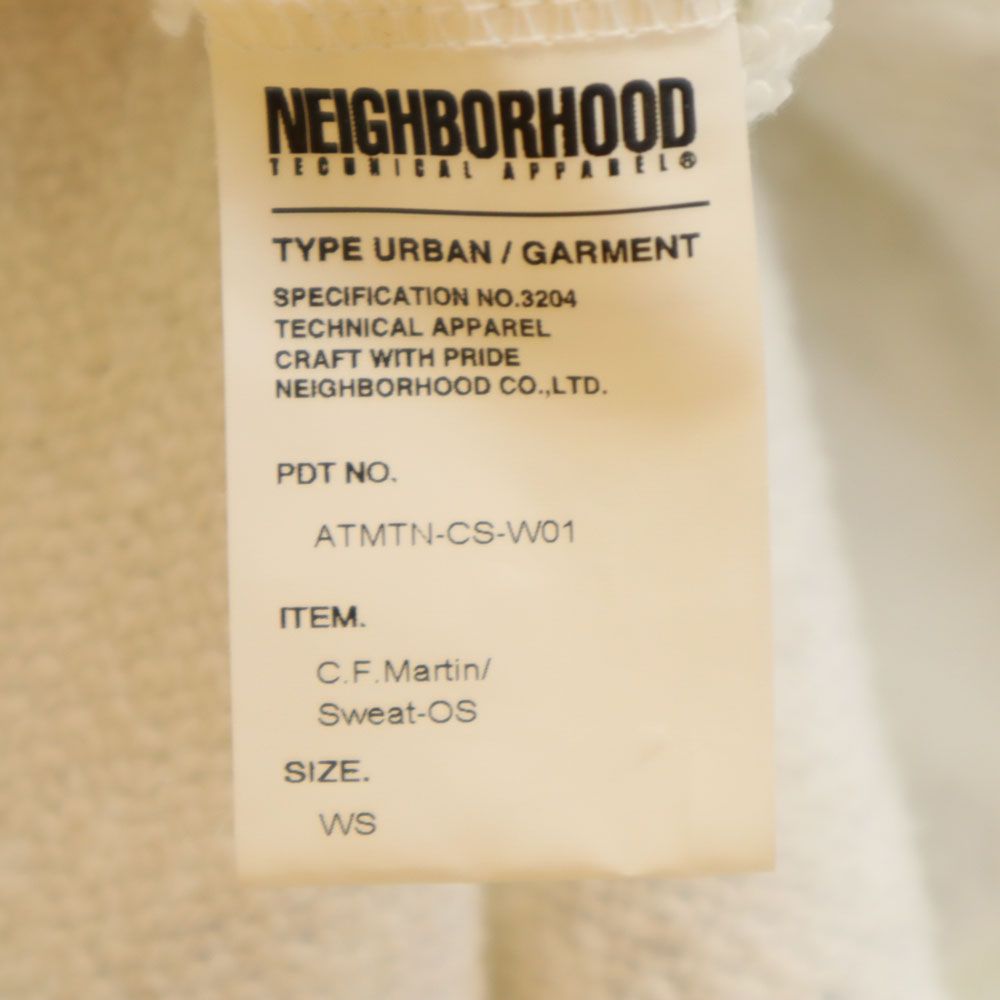 NEIGHBORHOOD
TECHNICAL APPAREL®
TYPE URBAN / GARMENT
SPECIFICATION NO.3204
TECHNICAL APPAREL
CRAFT WITH PRIDE
NEIGHBORHOOD CO.,LTD.
PDT NO.
ATMTN-CS-W01
ITEM.
C.F.Martin/
Sweat-OS
SIZE.
WS